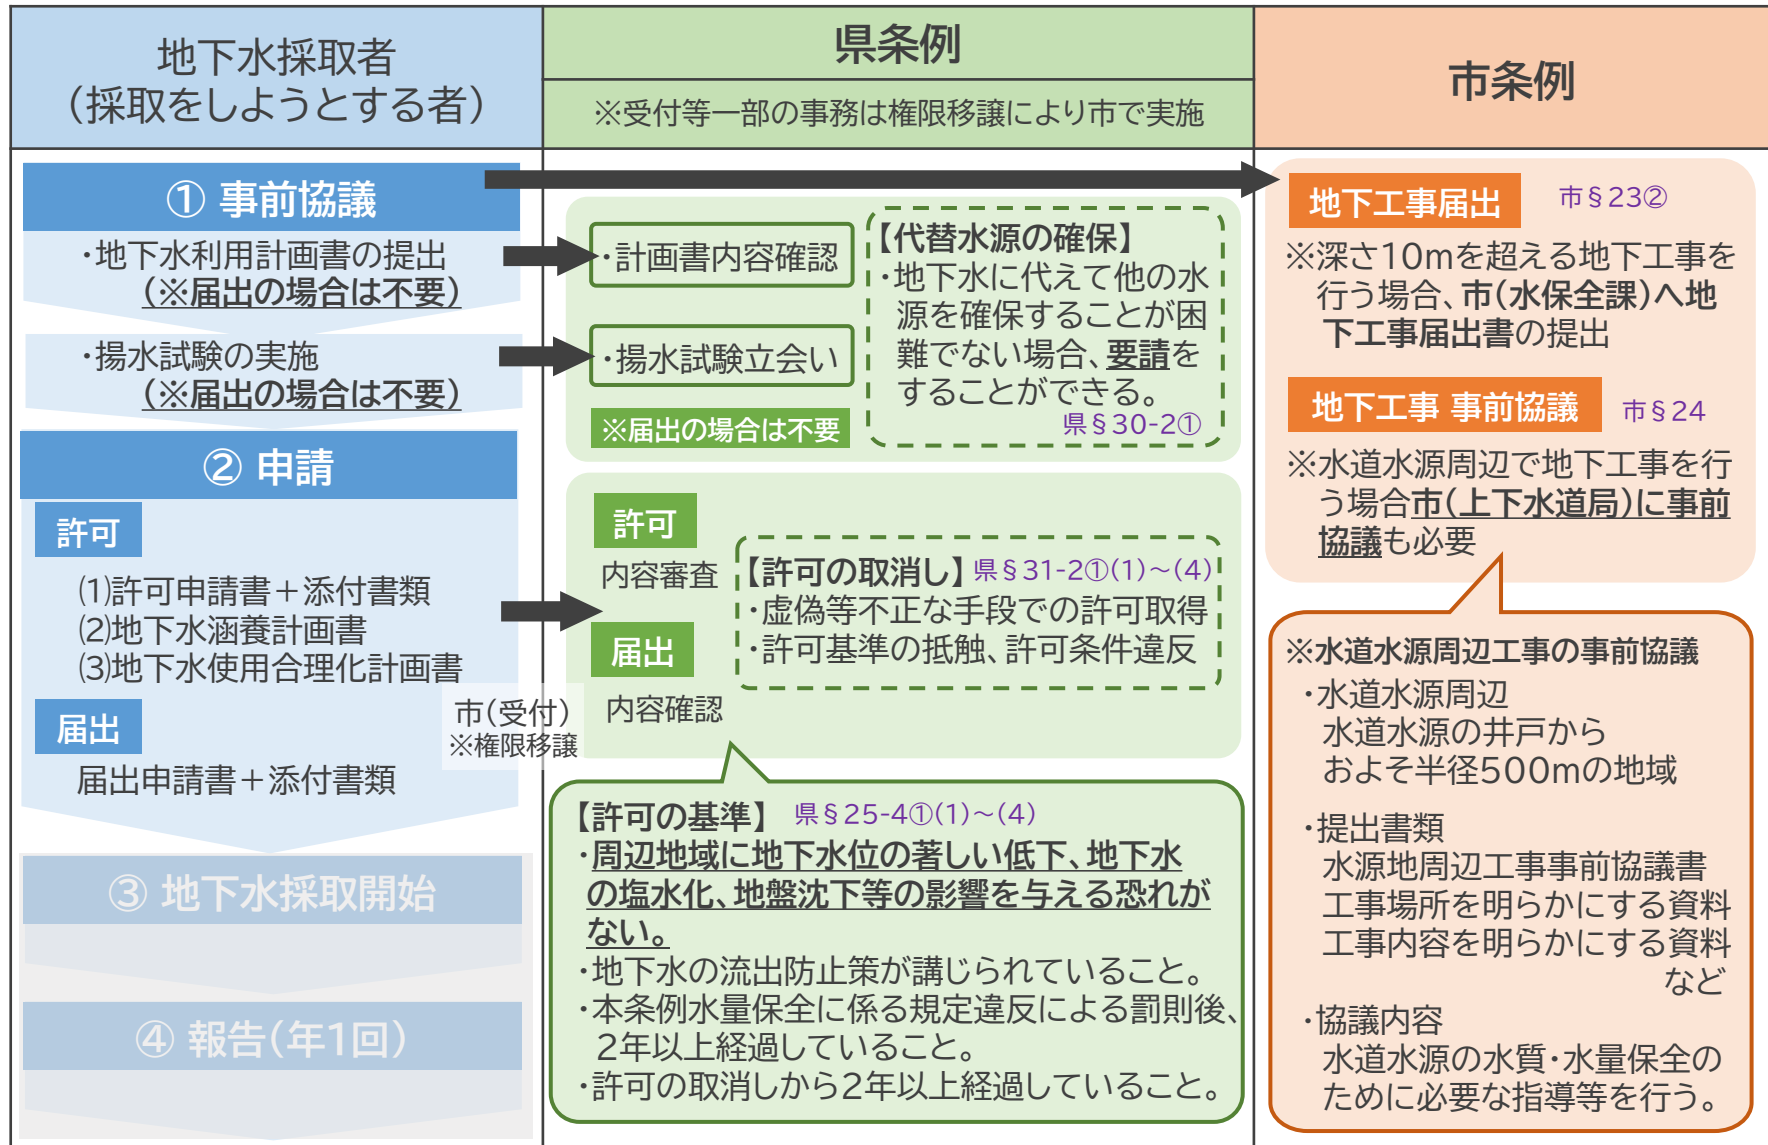 地下水採取者
（採取をしようとする者）
県条例
※受付等一部の事務は権限移譲により市で実施
市条例
① 事前協議
・地下水利用計画書の提出
（※届出の場合は不要）
・揚水試験の実施
（※届出の場合は不要）
② 申請
許可
⑴許可申請書＋添付書類
⑵地下水涵養計画書
⑶地下水使用合理化計画書
届出
届出申請書＋添付書類
市（受付）
※権限移譲
③ 地下水採取開始
④ 報告（年1回）
・計画書内容確認
・揚水試験立会い
※届出の場合は不要
【代替水源の確保】
・地下水に代えて他の水
源を確保することが困
難でない場合、要請を
することができる。
県§30-2①
許可
内容審査
届出
内容確認
【許可の取消し】県§31-2①(1)～(4)
・虚偽等不正な手段での許可取得
・許可基準の抵触、許可条件違反
【許可の基準】 県§25-4①(1)～(4)
・周辺地域に地下水位の著しい低下、地下水
の塩水化、地盤沈下等の影響を与える恐れが
ない。
・地下水の流出防止策が講じられていること。
・本条例水量保全に係る規定違反による罰則後、
2年以上経過していること。
・許可の取消しから2年以上経過していること。
地下工事届出 市§23②
※深さ10mを超える地下工事を
行う場合、市（水保全課）へ地
下工事届出書の提出
地下工事 事前協議 市§24
※水道水源周辺で地下工事を行
う場合市（上下水道局）に事前
協議も必要
※水道水源周辺工事の事前協議
・水道水源周辺
水道水源の井戸から
およそ半径500mの地域
・提出書類
水源地周辺工事事前協議書
工事場所を明らかにする資料
工事内容を明らかにする資料
など
・協議内容
水道水源の水質・水量保全の
ために必要な指導等を行う。